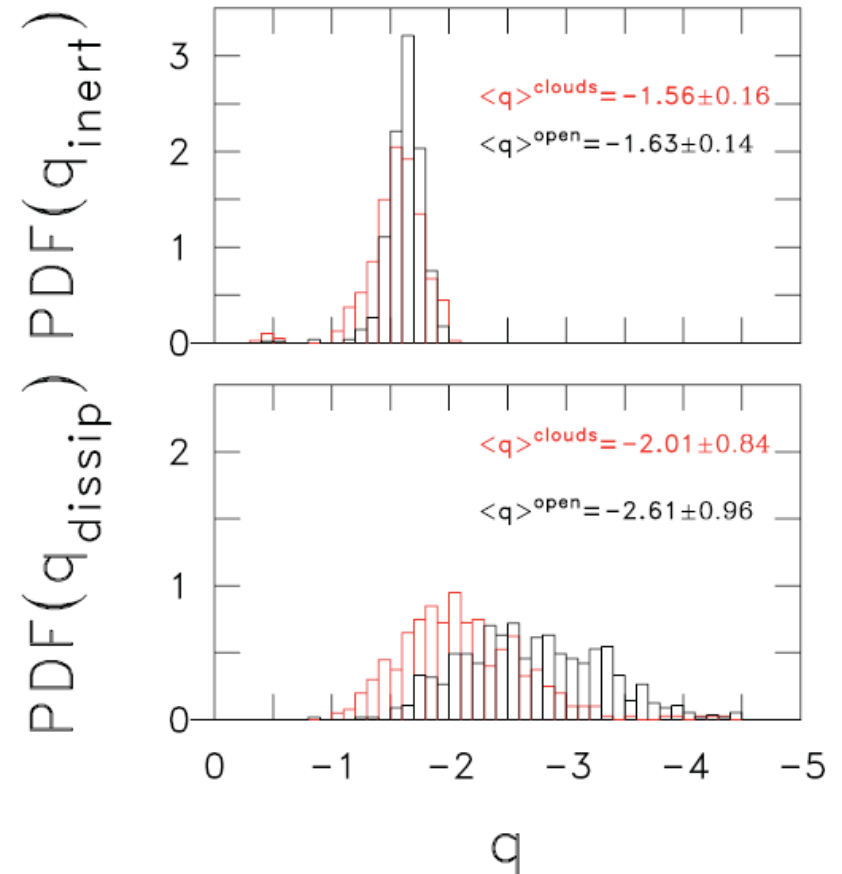 PDF(q_inert)
3
2
1
0
<q>^clouds=−1.56±0.16
<q>^open=−1.63±0.14
PDF(q_dissip)
2
1
0
<q>^clouds=−2.01±0.84
<q>^open=−2.61±0.96
0 −1 −2 −3 −4 −5
q